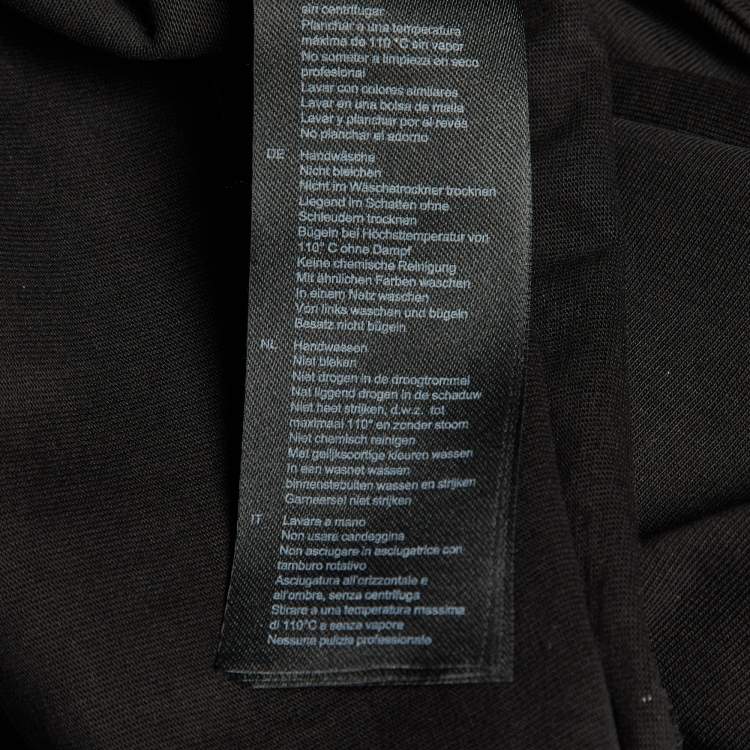 sin centrifugar
Planchar a una temperatura
máxima de 110 °C sin vapor
No someter a limpieza en seco
profesional
Lavar con colores similares
Lavar en una bolsa de malla
Lavar y planchar por el revés
No planchar el adorno
DE Handwäsche
Nicht bleichen
Nicht im Wäschetrockner trocknen
Liegend im Schatten ohne
Schleudern trocknen
Bügeln bei Höchsttemperatur von
110° C ohne Dampf
Keine chemische Reinigung
Mit ähnlichen Farben waschen
In einem Netz waschen
Von links waschen und bügeln
Besatz nicht bügeln
NL Handwassen
Niet bleken
Niet drogen in de droogtrommel
Nat liggend drogen in de schaduw
Niet heet strijken, d.w.z. tot
maximaal 110° en zonder stoom
Niet chemisch reinigen
Met gelijksoortige kleuren wassen
In een wasnet wassen
binnenstebuiten wassen en strijken
Garneersel niet strijken
IT Lavare a mano
Non usare candeggina
Non asciugare in asciugatrice con
tamburo rotativo
Asciugatura all'orizzontale e
all'ombra, senza centrifuga
Stirare a una temperatura massima
di 110°C e senza vapore
Nessuna pulizia professionale